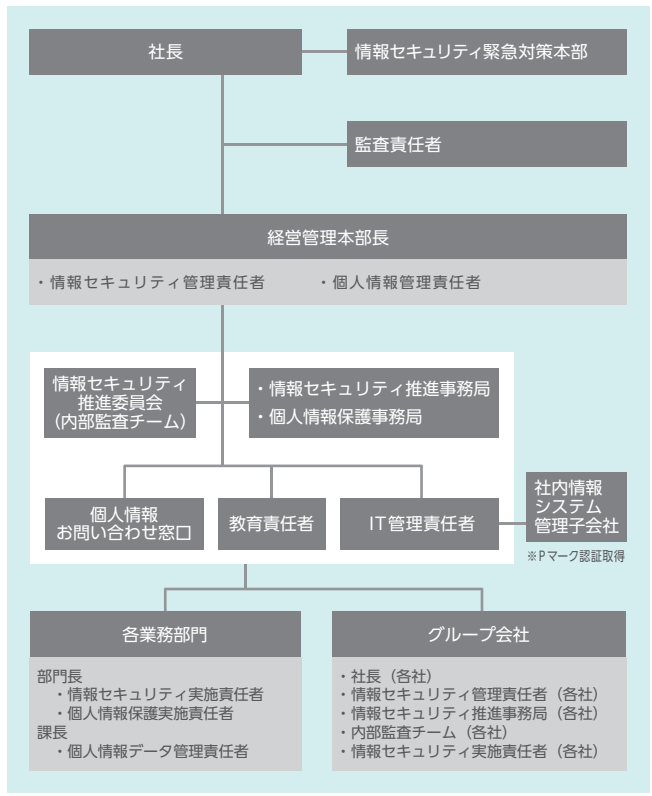 社長
情報セキュリティ緊急対策本部
監査責任者
経営管理本部長
・情報セキュリティ管理責任者
・個人情報管理責任者
情報セキュリティ
推進委員会
(内部監査チーム)
・情報セキュリティ推進事務局
・個人情報保護事務局
個人情報
お問い合わせ窓口
教育責任者
IT管理責任者
社内情報
システム
管理子会社
※Pマーク認証取得
各業務部門
部門長
・情報セキュリティ実施責任者
・個人情報保護実施責任者
課長
・個人情報データ管理責任者
グループ会社
・社長（各社）
・情報セキュリティ管理責任者（各社）
・情報セキュリティ推進事務局（各社）
・内部監査チーム（各社）
・情報セキュリティ実施責任者（各社）